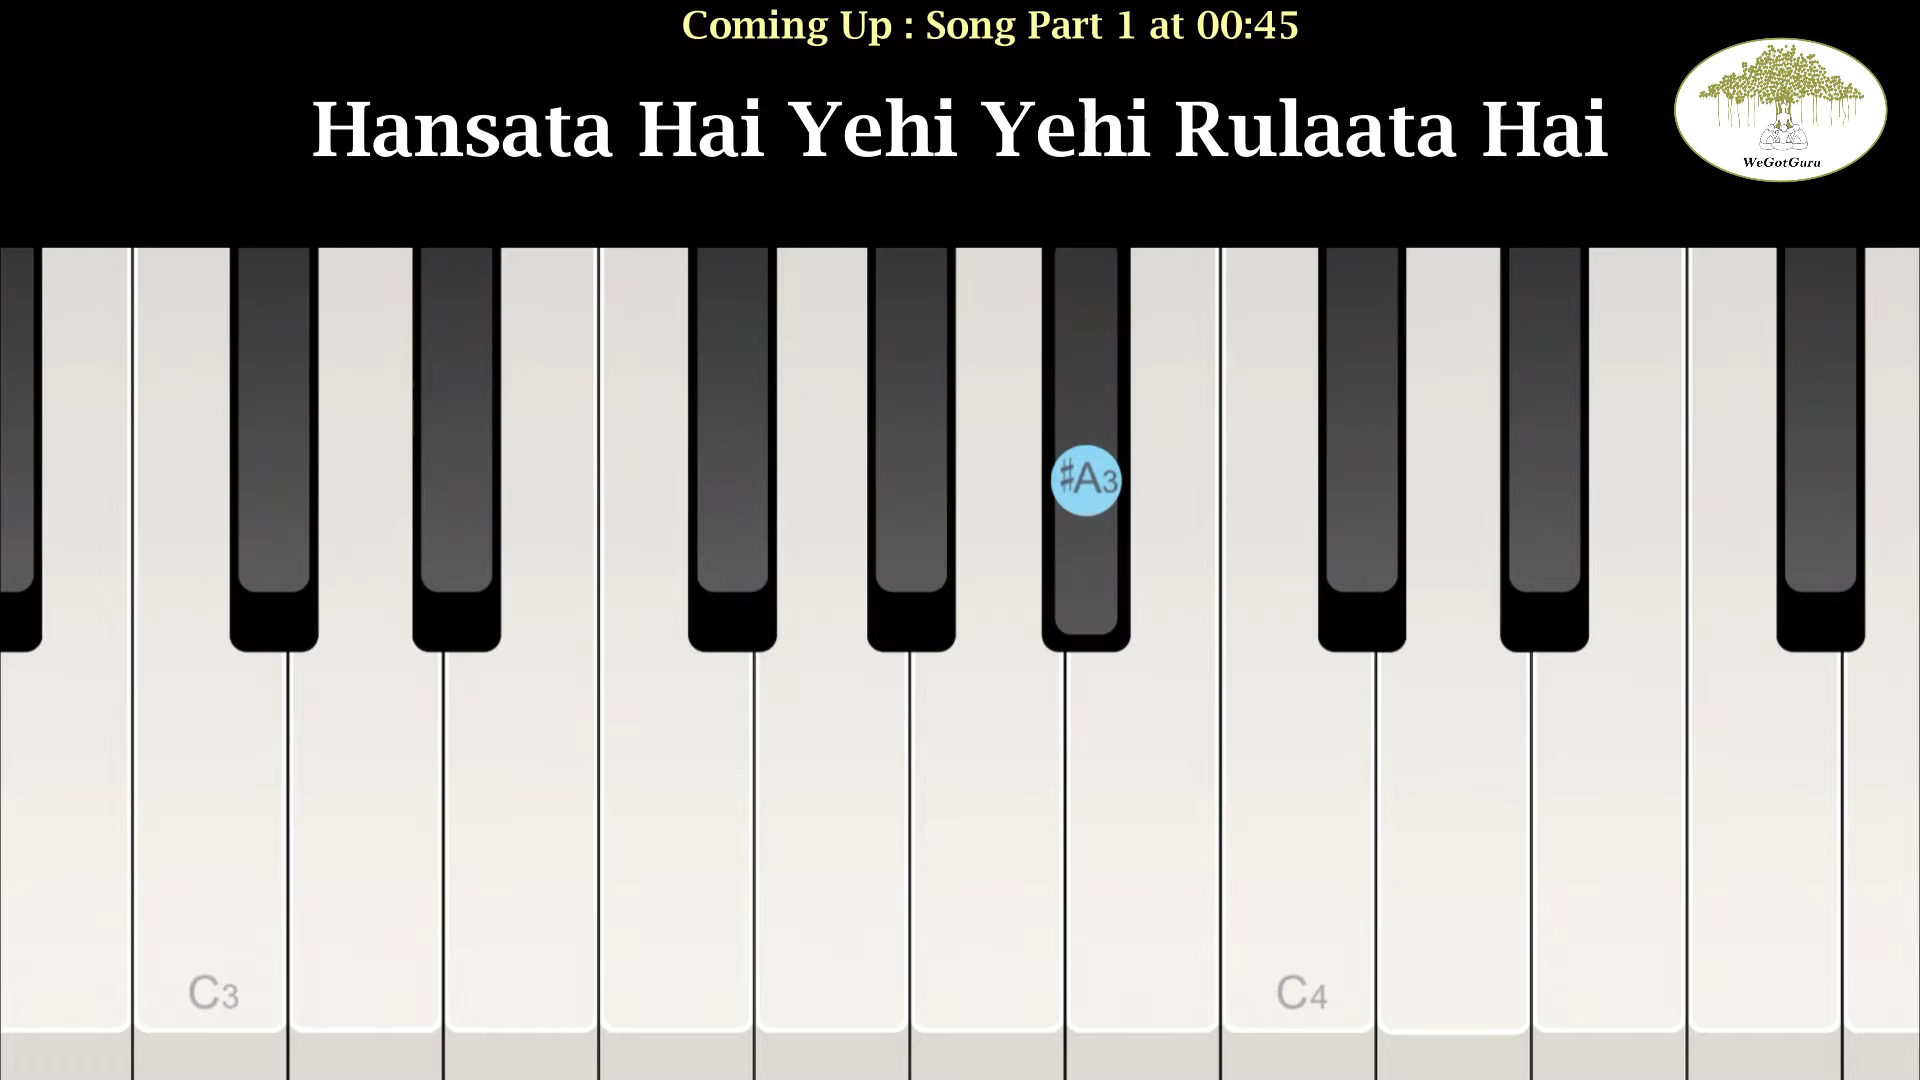 Coming Up : Song Part 1 at 00:45
Hansata Hai Yehi Yehi Rulaata Hai
WeGotGuru
♯A3
C3
C4